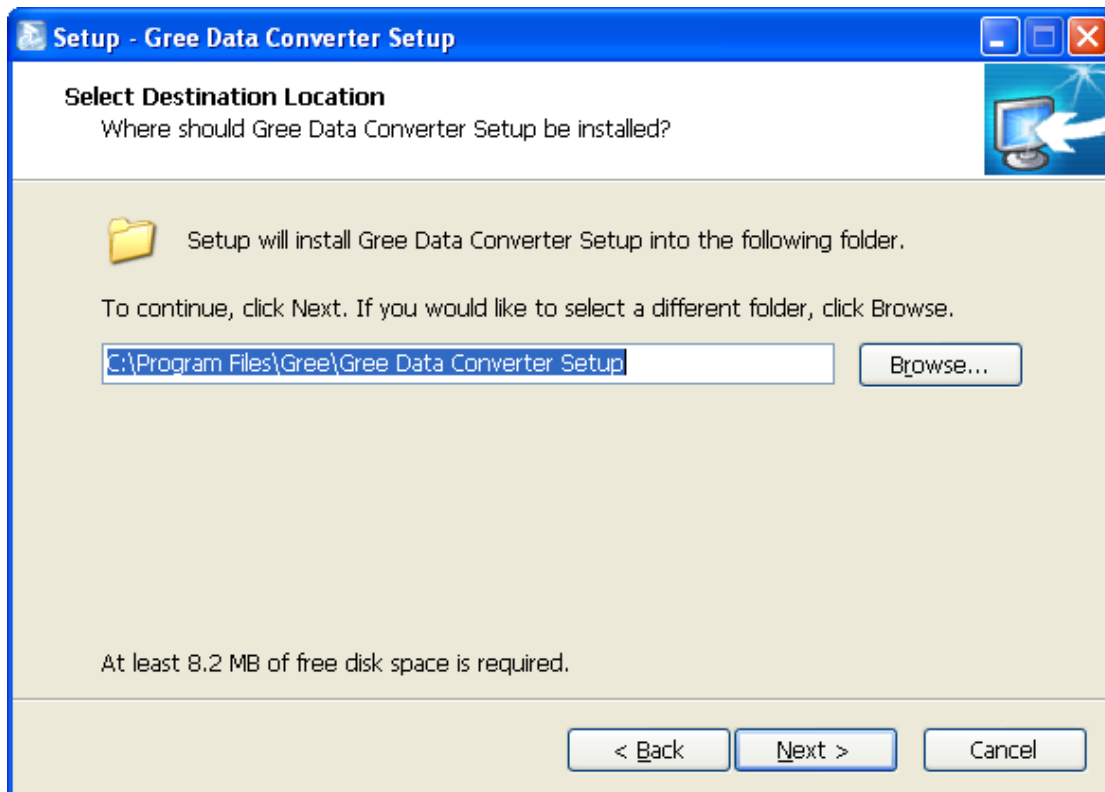 Setup - Gree Data Converter Setup
Select Destination Location
Where should Gree Data Converter Setup be installed?
Setup will install Gree Data Converter Setup into the following folder.
To continue, click Next. If you would like to select a different folder, click Browse.
C:\Program Files\Gree\Gree Data Converter Setup
Browse...
At least 8.2 MB of free disk space is required.
< Back Next > Cancel